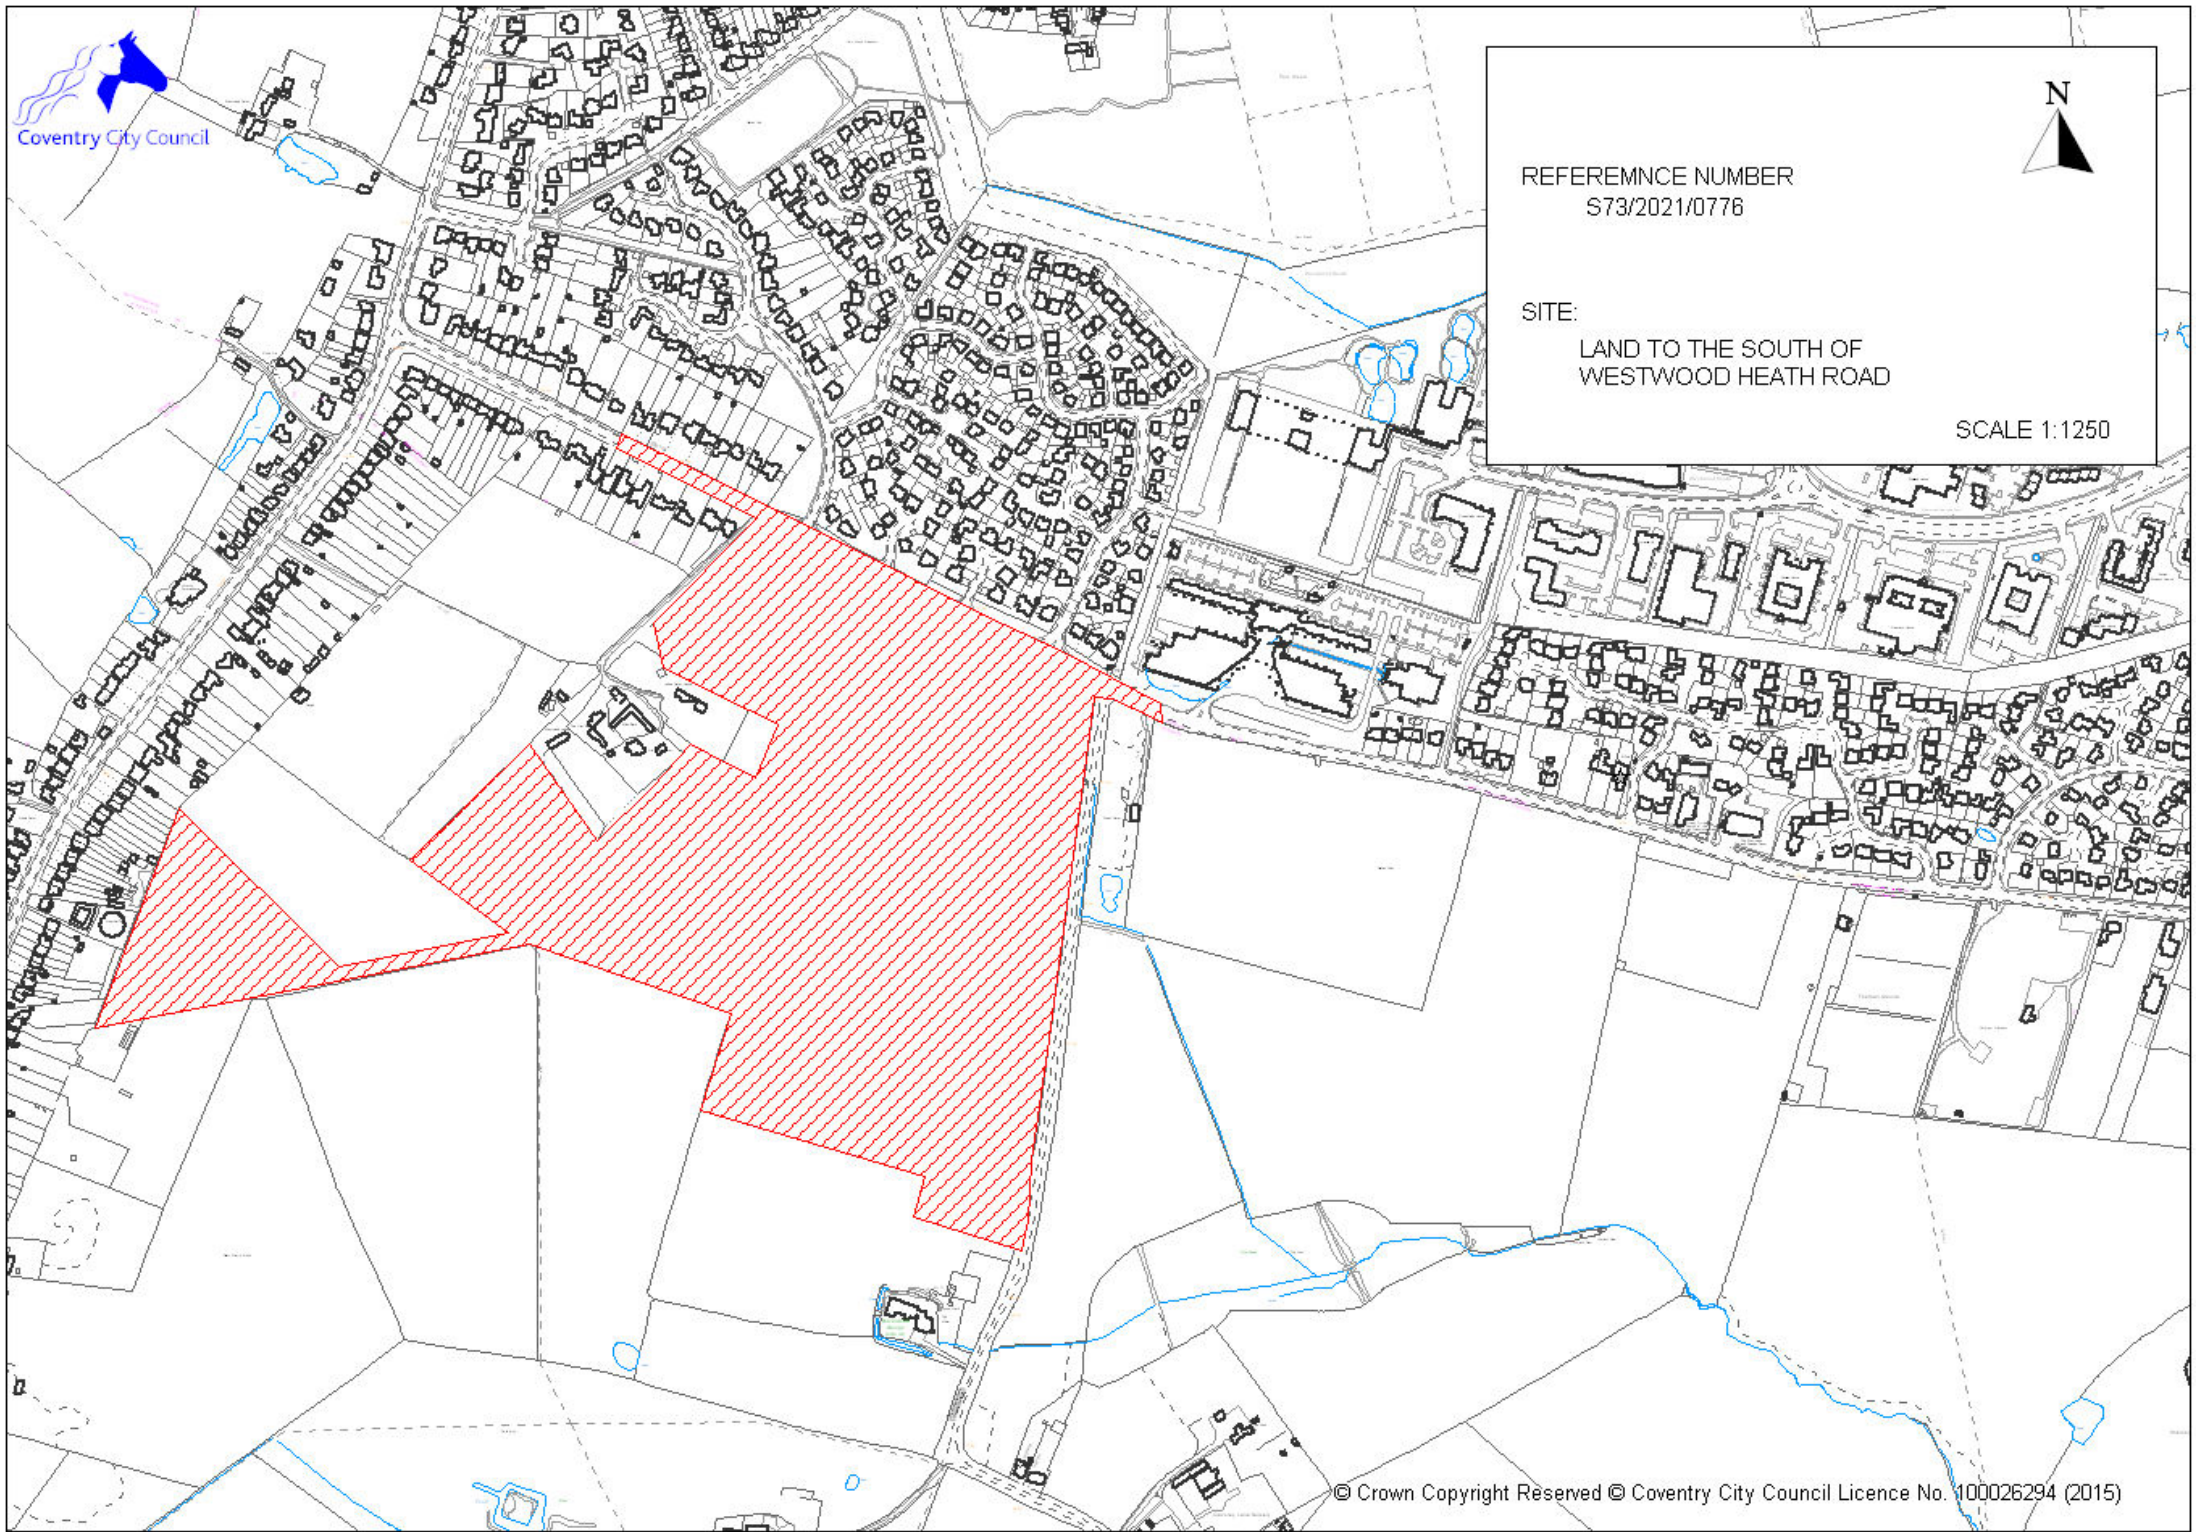 Coventry City Council
N
REFEREMNCE NUMBER
S73/2021/0776
SITE:
LAND TO THE SOUTH OF
WESTWOOD HEATH ROAD
SCALE 1:1250
© Crown Copyright Reserved © Coventry City Council Licence No. 100026294 (2015)